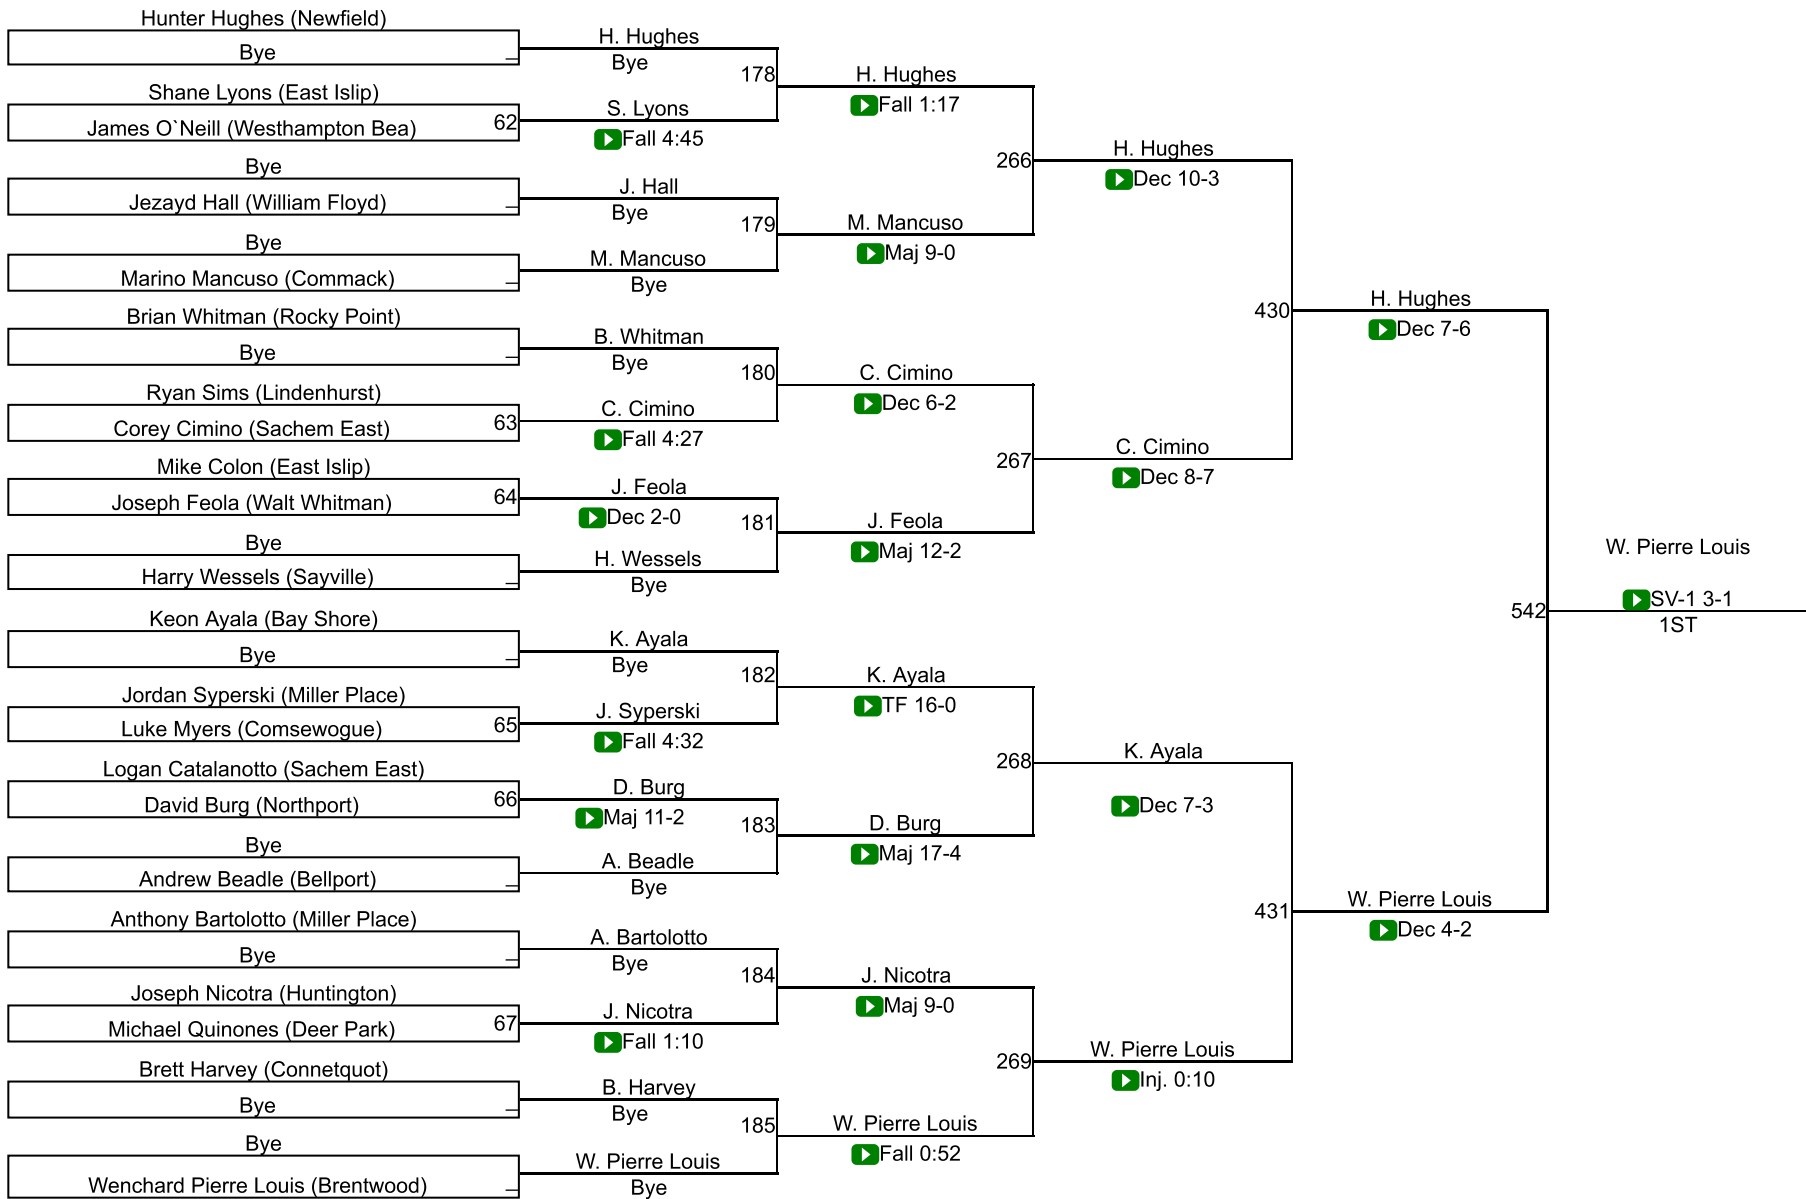 Hunter Hughes (Newfield)
Bye
_
Shane Lyons (East Islip)
James O`Neill (Westhampton Bea)
62
Bye
Jezayd Hall (William Floyd)
_
Bye
Marino Mancuso (Commack)
_
Brian Whitman (Rocky Point)
Bye
_
Ryan Sims (Lindenhurst)
Corey Cimino (Sachem East)
63
Mike Colon (East Islip)
Joseph Feola (Walt Whitman)
64
Bye
Harry Wessels (Sayville)
_
Keon Ayala (Bay Shore)
Bye
_
Jordan Syperski (Miller Place)
Luke Myers (Comsewogue)
65
Logan Catalanotto (Sachem East)
David Burg (Northport)
66
Bye
Andrew Beadle (Bellport)
_
Anthony Bartolotto (Miller Place)
Bye
_
Joseph Nicotra (Huntington)
Michael Quinones (Deer Park)
67
Brett Harvey (Connetquot)
Bye
_
Bye
Wenchard Pierre Louis (Brentwood)
_
H. Hughes
Bye
178
S. Lyons
Fall 4:45
J. Hall
Bye
179
M. Mancuso
Bye
B. Whitman
Bye
180
C. Cimino
Fall 4:27
J. Feola
Dec 2-0
181
H. Wessels
Bye
K. Ayala
Bye
182
J. Syperski
Fall 4:32
D. Burg
Maj 11-2
183
A. Beadle
Bye
A. Bartolotto
Bye
184
J. Nicotra
Fall 1:10
B. Harvey
Bye
185
W. Pierre Louis
Bye
H. Hughes
Fall 1:17
266
M. Mancuso
Maj 9-0
C. Cimino
Dec 6-2
267
J. Feola
Maj 12-2
K. Ayala
TF 16-0
268
D. Burg
Maj 17-4
J. Nicotra
Maj 9-0
269
W. Pierre Louis
Fall 0:52
H. Hughes
Dec 10-3
430
C. Cimino
Dec 8-7
K. Ayala
Dec 7-3
431
W. Pierre Louis
Inj. 0:10
H. Hughes
Dec 7-6
542
W. Pierre Louis
Dec 4-2
W. Pierre Louis
SV-1 3-1
1ST